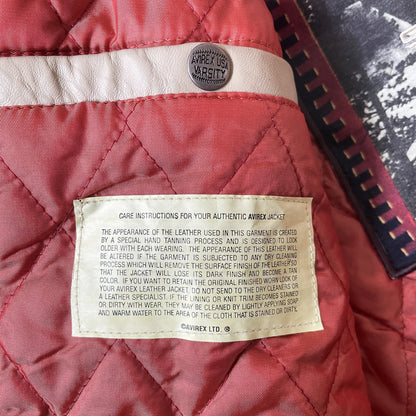 AVIREX USA
VARSITY
CARE INSTRUCTIONS FOR YOUR AUTHENTIC AVIREX JACKET
THE APPEARANCE OF THE LEATHER USED IN THIS GARMENT IS CREATED
BY A SPECIAL HAND TANNING PROCESS AND IS DESIGNED TO LOOK
OLDER WITH EACH WEARING. THE APPEARANCE OF THIS LEATHER WILL
BE ALTERED IF THE GARMENT IS SUBJECTED TO ANY DRY CLEANING
PROCESS WHICH WILL REMOVE THE SURFACE FINISH OF THE LEATHER SO
THAT THE JACKET WILL LOSE ITS DARK FINISH AND BECOME A TAN
COLOR. IF YOU WANT TO RETAIN THE ORIGINAL FINISHED WORN LOOK OF
YOUR AVIREX LEATHER JACKET, DO NOT SEND TO THE DRY CLEANERS OR
A LEATHER SPECIALIST. IF THE LINING OR KNIT TRIM BECOMES STAINED
OR DIRTY WITH WEAR, THEY MAY BE CLEANED BY LIGHTLY APPLYING SOAP
AND WARM WATER TO THE AREA OF THE CLOTH THAT IS STAINED OR DIRTY.
©AVIREX LTD. ®